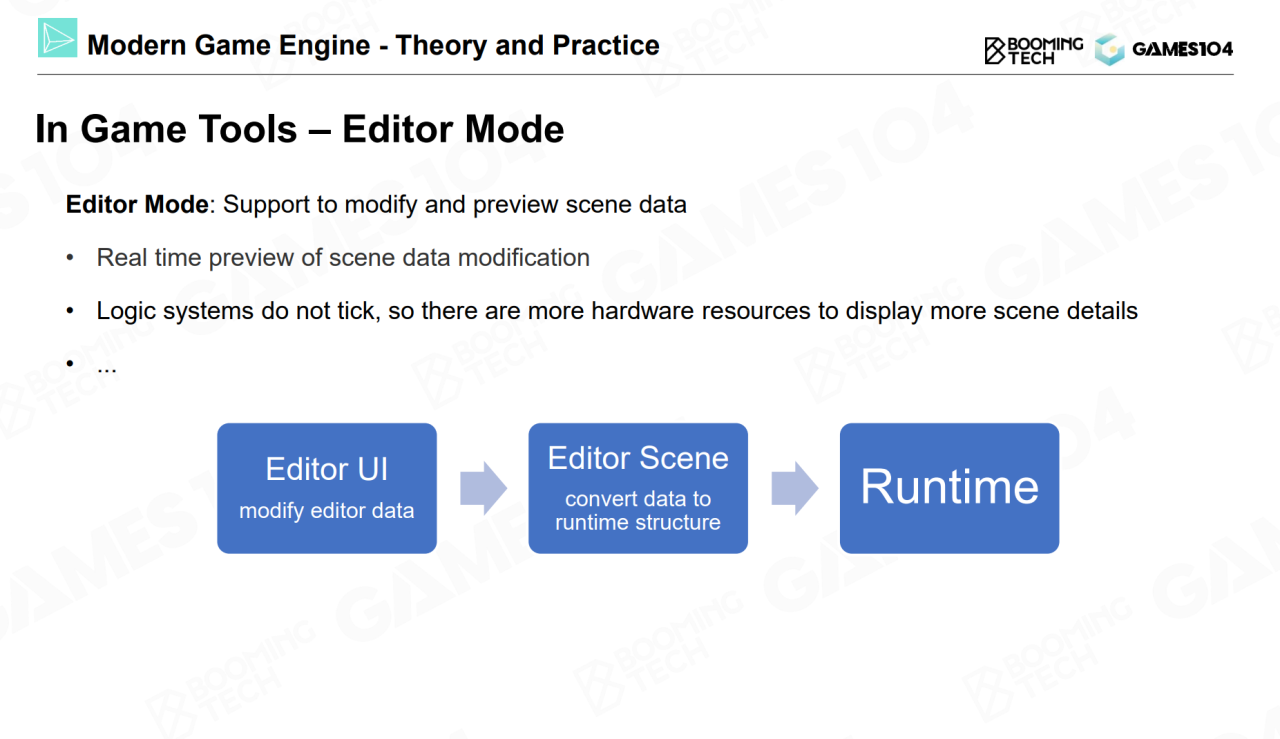 Modern Game Engine - Theory and Practice
BOOMING
TECH
GAMES104
In Game Tools – Editor Mode
Editor Mode: Support to modify and preview scene data
• Real time preview of scene data modification
• Logic systems do not tick, so there are more hardware resources to display more scene details
• ...
Editor UI
modify editor data
Editor Scene
convert data to
runtime structure
Runtime